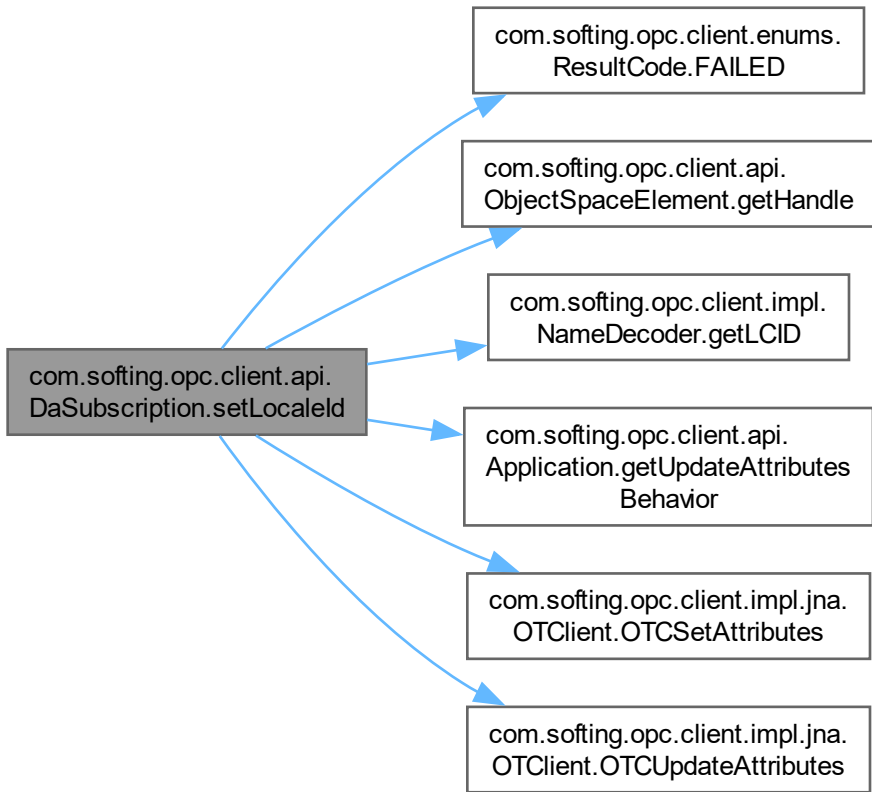 com.softing.opc.client.enums.
ResultCode.FAILED
com.softing.opc.client.api.
ObjectSpaceElement.getHandle
com.softing.opc.client.impl.
NameDecoder.getLCID
com.softing.opc.client.api.
DaSubscription.setLocaleId
com.softing.opc.client.api.
Application.getUpdateAttributes
Behavior
com.softing.opc.client.impl.jna.
OTClient.OTCSetAttributes
com.softing.opc.client.impl.jna.
OTClient.OTCUpdateAttributes